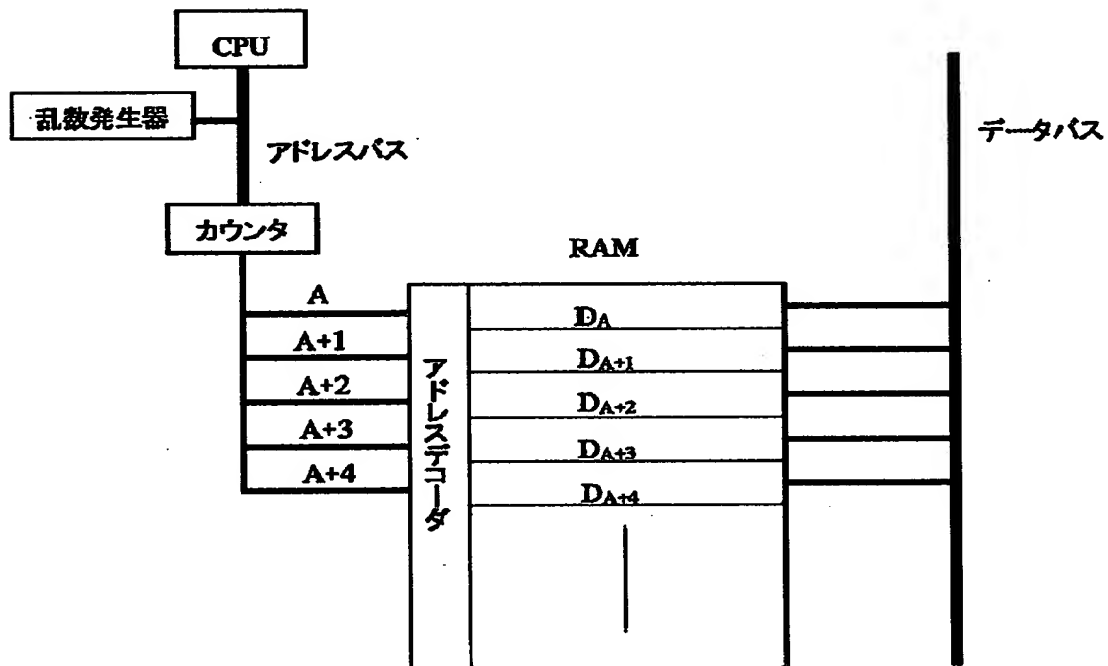 CPU
乱数発生器
アドレスバス
データバス
カウンタ
RAM
A
A+1
A+2
A+3
A+4
アドレスデコーダ
DA
DA+1
DA+2
DA+3
DA+4